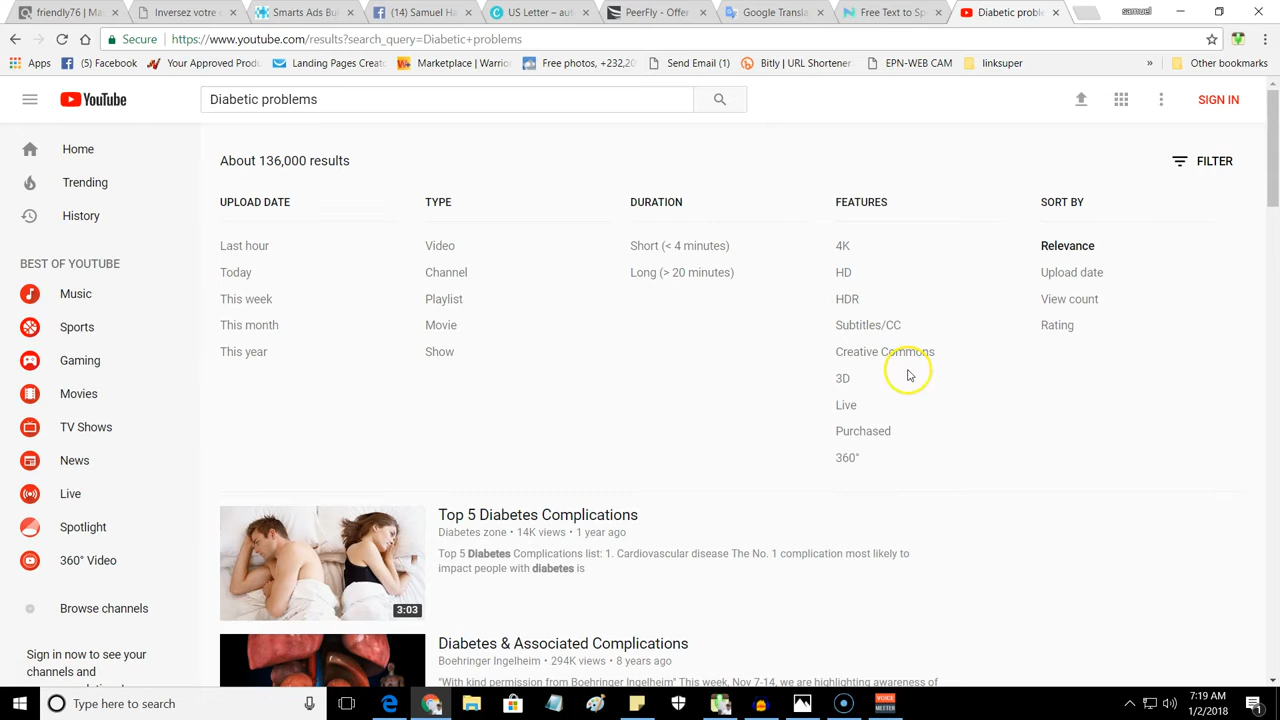 friendly76 | Mas
Inversez votre c
Smarts Ads Bui
(14) Samuel Ha
US Letter – auto
PeerFly - Offer
Google Transla
Free Text to Sp
Diabetic proble
samuel
Secure
https://www.youtube.com/results?search_query=Diabetic+problems
Apps
(5) Facebook
Your Approved Produ
Landing Pages Creato
Marketplace | Warrio
Free photos, +232,20
Send Email (1)
Bitly | URL Shortener
EPN-WEB CAM
linksuper
»
Other bookmarks
YouTube
Diabetic problems
SIGN IN
Home
Trending
History
BEST OF YOUTUBE
Music
Sports
Gaming
Movies
TV Shows
News
Live
Spotlight
360° Video
Browse channels
Sign in now to see your
channels and
About 136,000 results
FILTER
UPLOAD DATE
Last hour
Today
This week
This month
This year
TYPE
Video
Channel
Playlist
Movie
Show
DURATION
Short (< 4 minutes)
Long (> 20 minutes)
FEATURES
4K
HD
HDR
Subtitles/CC
Creative Commons
3D
Live
Purchased
360°
SORT BY
Relevance
Upload date
View count
Rating
Top 5 Diabetes Complications
Diabetes zone • 14K views • 1 year ago
Top 5 Diabetes Complications list: 1. Cardiovascular disease The No. 1 complication most likely to
impact people with diabetes is
3:03
Diabetes & Associated Complications
Boehringer Ingelheim • 294K views • 8 years ago
"With kind permission from Boehringer Ingelheim" This week, Nov 7-14, we are highlighting awareness of
Type here to search
VOICE
MEETER
7:19 AM
1/2/2018